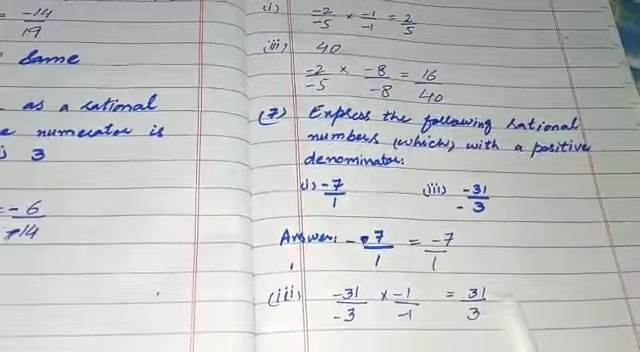 = -14/19
Same
as a rational
e numerator is
3
= -6/-14
(i) -2/-5 × -1/-1 = 2/5
(iii) 40
-2/-5 × -8/-8 = 16/40
(7) Express the following rational
numbers (which) with a positive
denominator:
(i) -7/1 (iii) -31/-3
Answer: -7/1 = -7/1
(iii) -31/-3 × -1/-1 = 31/3